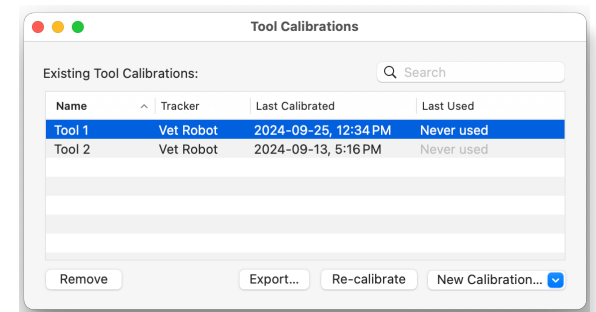 Tool Calibrations
Existing Tool Calibrations:
Search
Name Tracker Last Calibrated Last Used
Tool 1 Vet Robot 2024-09-25, 12:34 PM Never used
Tool 2 Vet Robot 2024-09-13, 5:16 PM Never used
Remove Export... Re-calibrate New Calibration...